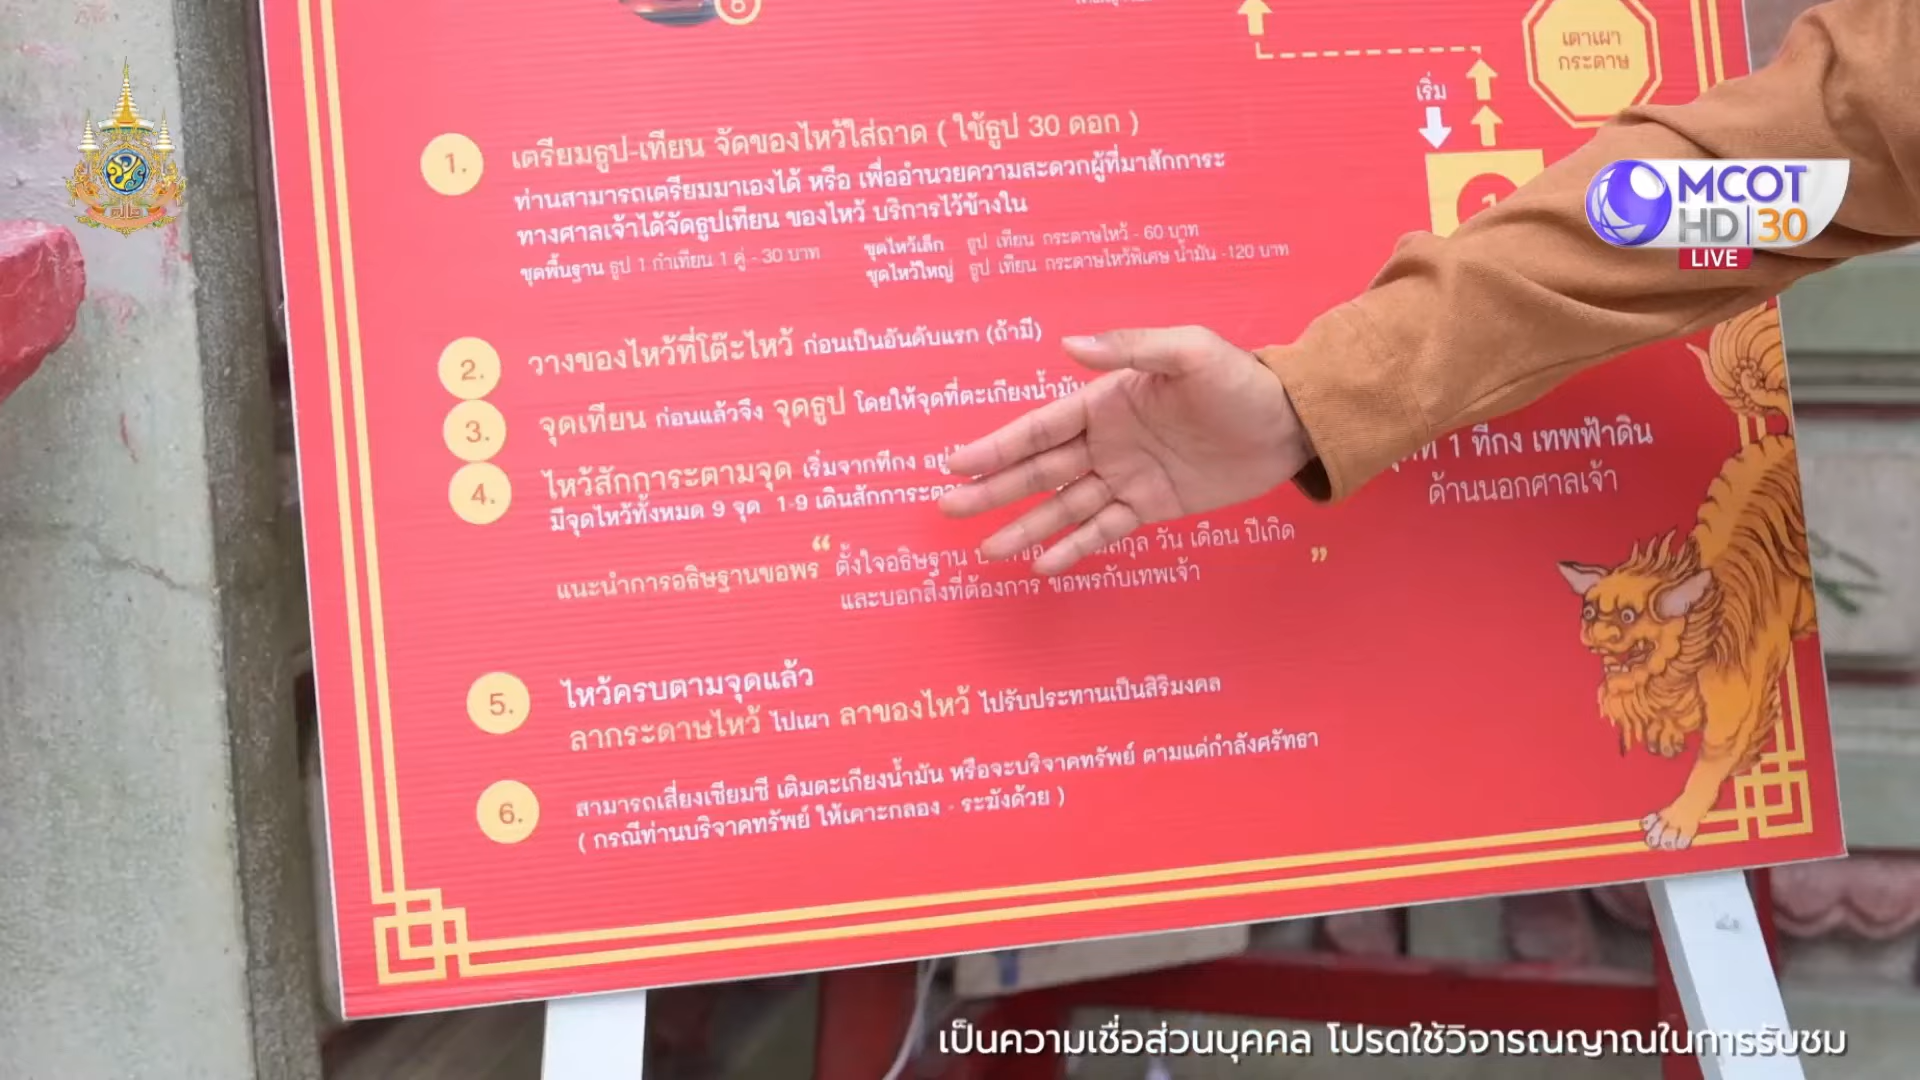 เตาเผา
กระดาษ
เริ่ม
1
MCOT
HD 30
LIVE
1. เตรียมธูป-เทียน จัดของไหว้ใส่ถาด ( ใช้ธูป 30 ดอก )
ท่านสามารถเตรียมมาเองได้ หรือ เพื่ออำนวยความสะดวกผู้ที่มาสักการะ
ทางศาลเจ้าได้จัดธูปเทียน ของไหว้ บริการไว้ข้างใน
ชุดพื้นฐาน ธูป 1 กำเทียน 1 คู่ - 30 บาท
ชุดไหว้เล็ก ธูป เทียน กระดาษไหว้ - 60 บาท
ชุดไหว้ใหญ่ ธูป เทียน กระดาษไหว้พิเศษ น้ำมัน -120 บาท
2. วางของไหว้ที่โต๊ะไหว้ ก่อนเป็นอันดับแรก (ถ้ามี)
3. จุดเทียน ก่อนแล้วจึง จุดธูป โดยให้จุดที่ตะเกียงน้ำมัน
4. ไหว้สักการะตามจุด เริ่มจากทีกง
มีจุดไหว้ทั้งหมด 9 จุด 1-9 เดินสักการะตาม
แนะนำการอธิษฐานขอพร “ ตั้งใจอธิษฐาน วัน เดือน ปีเกิด
และบอกสิ่งที่ต้องการ ขอพรกับเทพเจ้า ”
1 ทีกง เทพฟ้าดิน
ด้านนอกศาลเจ้า
5. ไหว้ครบตามจุดแล้ว
ลากระดาษไหว้ ไปเผา ลาของไหว้ ไปรับประทานเป็นสิริมงคล
6. สามารถเสี่ยงเซียมซี เติมตะเกียงน้ำมัน หรือจะบริจาคทรัพย์ ตามแต่กำลังศรัทธา
( กรณีท่านบริจาคทรัพย์ ให้เคาะกลอง - ระฆังด้วย )
เป็นความเชื่อส่วนบุคคล โปรดใช้วิจารณญาณในการรับชม